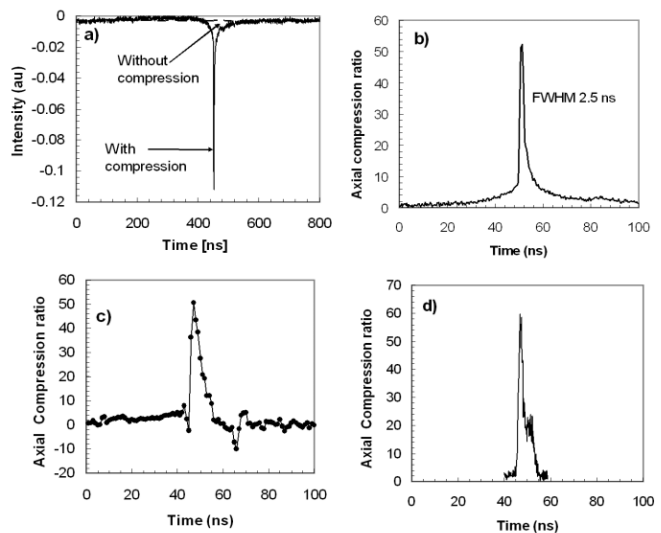 a)
0
-0.02
-0.04
-0.06
-0.08
-0.1
-0.12
Intensity (au)
Without
compression
With
compression
0 200 400 600 800
Time [ns]
b)
60
50
40
30
20
10
0
Axial compression ratio
FWHM 2.5 ns
0 20 40 60 80 100
Time (ns)
c)
60
50
40
30
20
10
0
-10
-20
Axial Compression ratio
0 20 40 60 80 100
Time (ns)
d)
70
60
50
40
30
20
10
0
Axial Compression ratio
0 20 40 60 80 100
Time (ns)